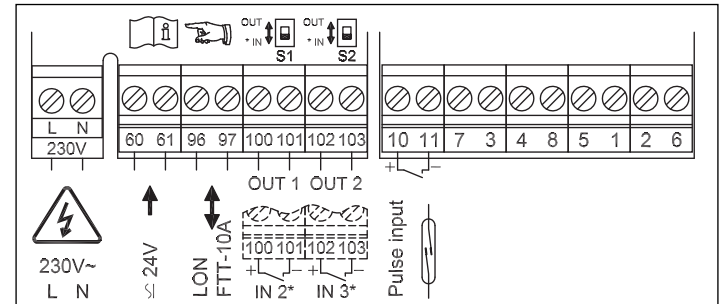 OUT
* IN
S1
OUT
* IN
S2
L N
230V
60 61 96 97 100 101 102 103
10 11 7 3 4 8 5 1 2 6
+ −
OUT 1 OUT 2
230V~
L N
24V
LON
FTT-10A
100 101 102 103
+ − + −
IN 2* IN 3*
Pulse input